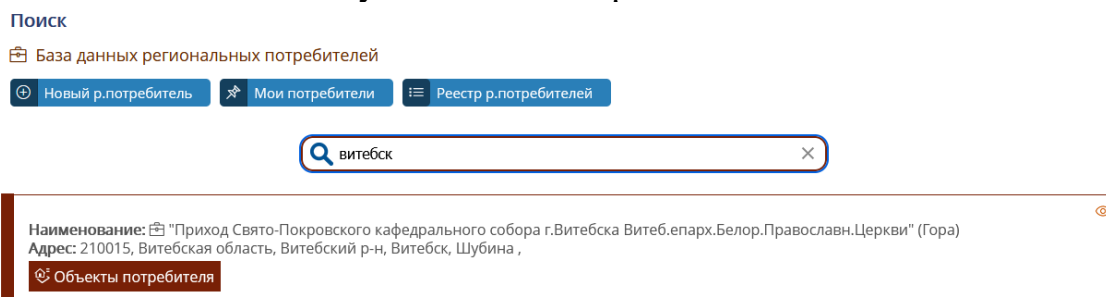 Поиск
База данных региональных потребителей
Новый р.потребитель Мои потребители Реестр р.потребителей
витебск
Наименование: "Приход Свято-Покровского кафедрального собора г.Витебска Витеб.епарх.Белор.Православн.Церкви" (Гора)
Адрес: 210015, Витебская область, Витебский р-н, Витебск, Шубина ,
Объекты потребителя